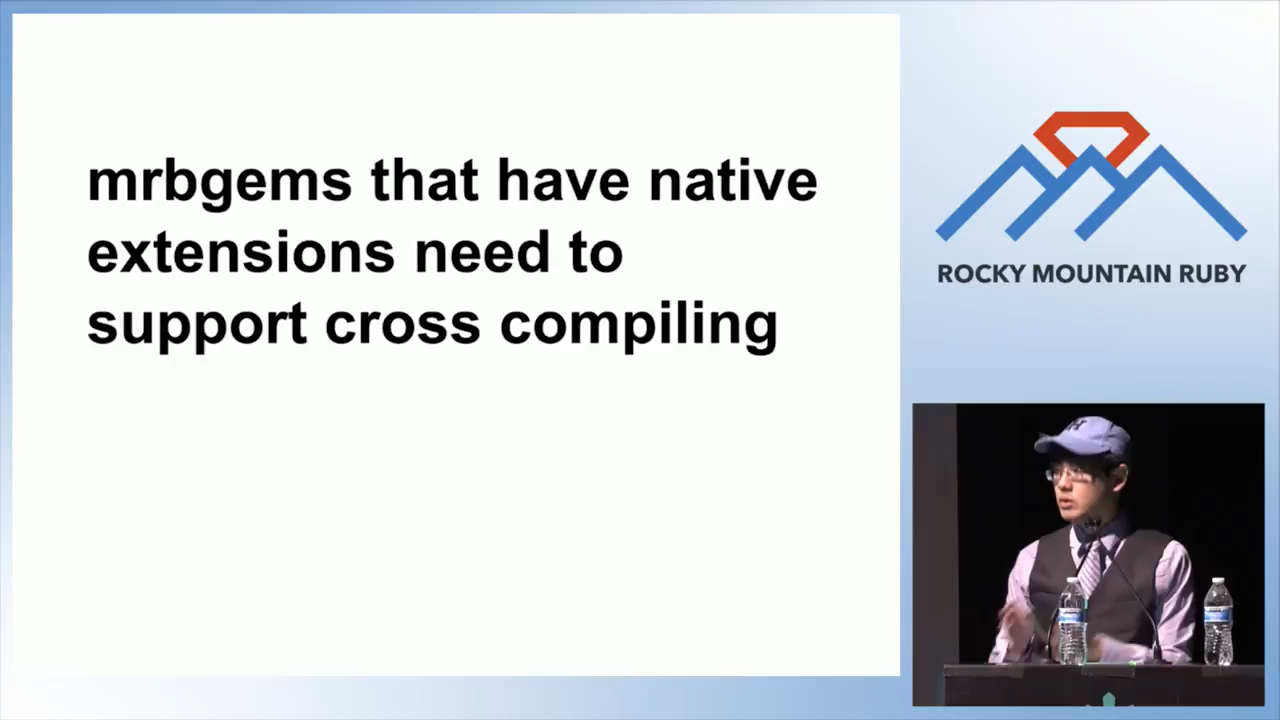 mrbgems that have native
extensions need to
support cross compiling
ROCKY MOUNTAIN RUBY